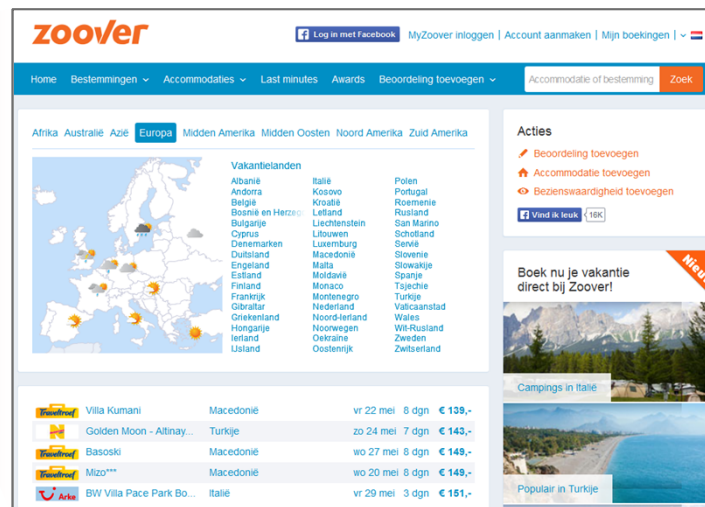 zoover
Log in met Facebook MyZoover inloggen | Account aanmaken | Mijn boekingen |
Home Bestemmingen Accommodaties Last minutes Awards Beoordeling toevoegen Accommodatie of bestemming Zoek
Afrika Australië Azië Europa Midden Amerika Midden Oosten Noord Amerika Zuid Amerika
Vakantielanden
Albanië Italië Polen
Andorra Kosovo Portugal
België Kroatië Roemenie
Bosnië en Herzeg Letland Rusland
Bulgarije Liechtenstein San Marino
Cyprus Litouwen Schotland
Denemarken Luxemburg Servië
Duitsland Macedonië Slovenie
Engeland Malta Slowakije
Estland Moldavië Spanje
Finland Monaco Tsjechie
Frankrijk Montenegro Turkije
Gibraltar Nederland Vaticaanstad
Griekenland Noord-Ierland Wales
Hongarije Noorwegen Wit-Rusland
Ierland Oekraine Zweden
IJsland Oostenrijk Zwitserland
Acties
Beoordeling toevoegen
Accommodatie toevoegen
Bezienswaardigheid toevoegen
Vind ik leuk 16K
Nieuw
Boek nu je vakantie
direct bij Zoover!
Campings in Italië
Populair in Turkije
Traveltroef Villa Kumani Macedonië vr 22 mei 8 dgn € 139,-
N Golden Moon - Altinay... Turkije zo 24 mei 7 dgn € 143,-
Traveltroef Basoski Macedonië wo 27 mei 8 dgn € 149,-
Traveltroef Mizo*** Macedonië wo 20 mei 8 dgn € 149,-
Arke BW Villa Pace Park Bo... Italië vr 29 mei 3 dgn € 151,-